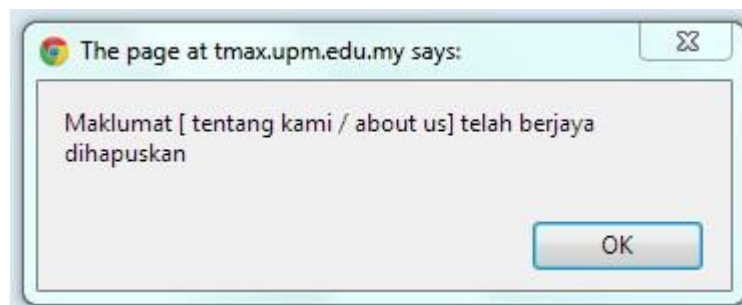 The page at tmax.upm.edu.my says:
Maklumat [ tentang kami / about us] telah berjaya
dihapuskan
OK